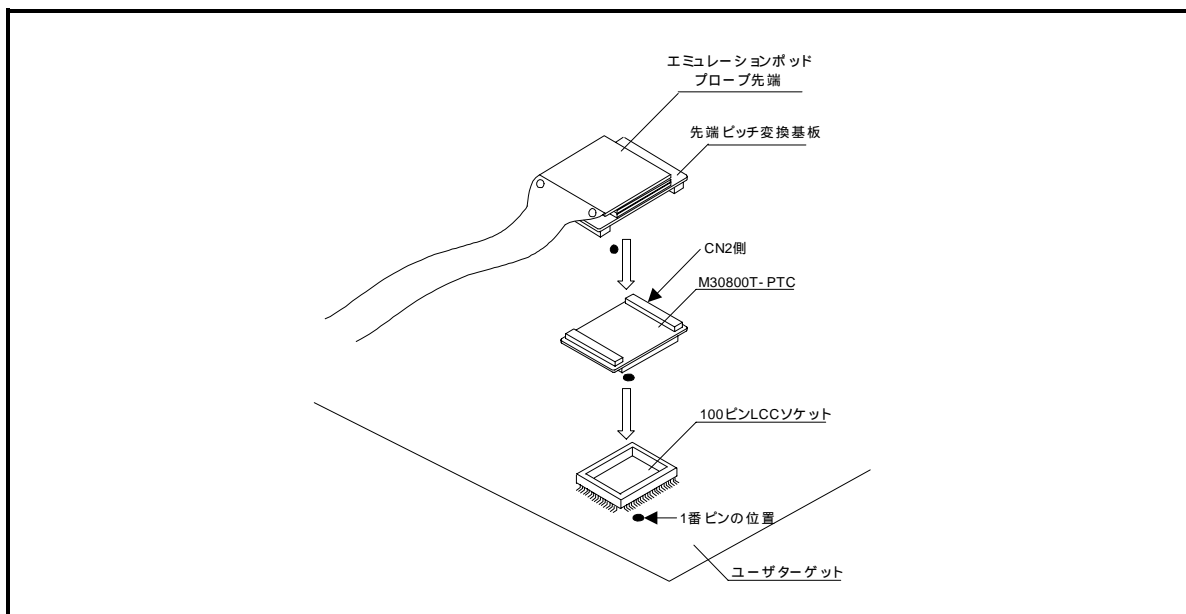 エミュレーションポッド
プローブ先端
先端ピッチ変換基板
CN2側
M30800T-PTC
100ピンLCCソケット
1番ピンの位置
ユーザターゲット